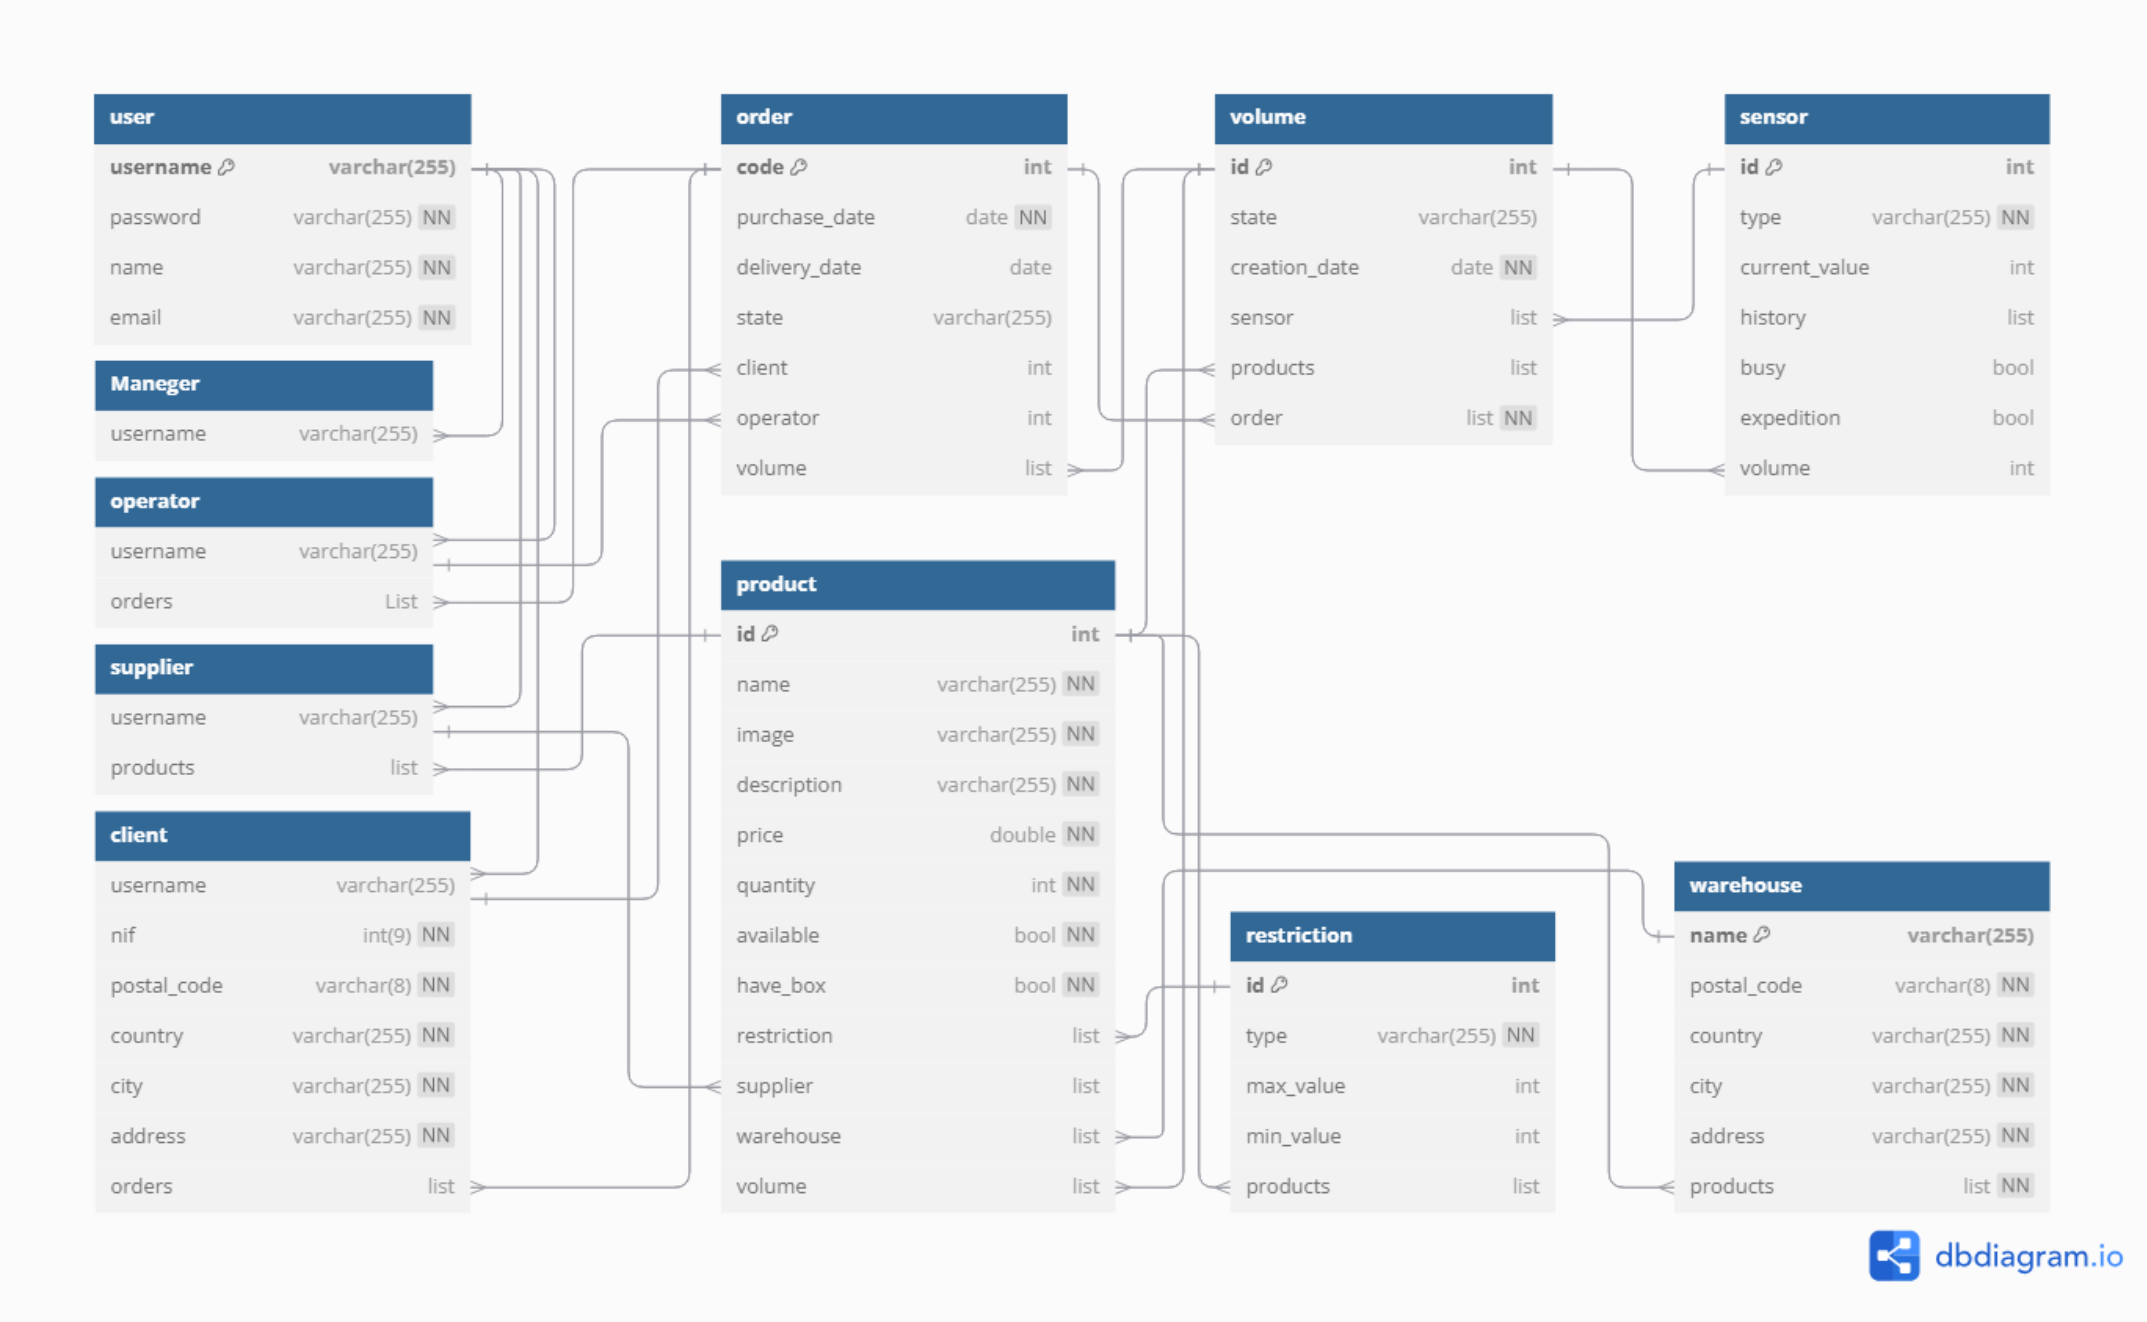 user
username varchar(255)
password varchar(255) NN
name varchar(255) NN
email varchar(255) NN
Maneger
username varchar(255)
operator
username varchar(255)
orders List
supplier
username varchar(255)
products list
client
username varchar(255)
nif int(9) NN
postal_code varchar(8) NN
country varchar(255) NN
city varchar(255) NN
address varchar(255) NN
orders list
order
code int
purchase_date date NN
delivery_date date
state varchar(255)
client int
operator int
volume list
product
id int
name varchar(255) NN
image varchar(255) NN
description varchar(255) NN
price double NN
quantity int NN
available bool NN
have_box bool NN
restriction list
supplier list
warehouse list
volume list
volume
id int
state varchar(255)
creation_date date NN
sensor list
products list
order list NN
restriction
id int
type varchar(255) NN
max_value int
min_value int
products list
sensor
id int
type varchar(255) NN
current_value int
history list
busy bool
expedition bool
volume int
warehouse
name varchar(255)
postal_code varchar(8) NN
country varchar(255) NN
city varchar(255) NN
address varchar(255) NN
products list NN
dbdiagram.io